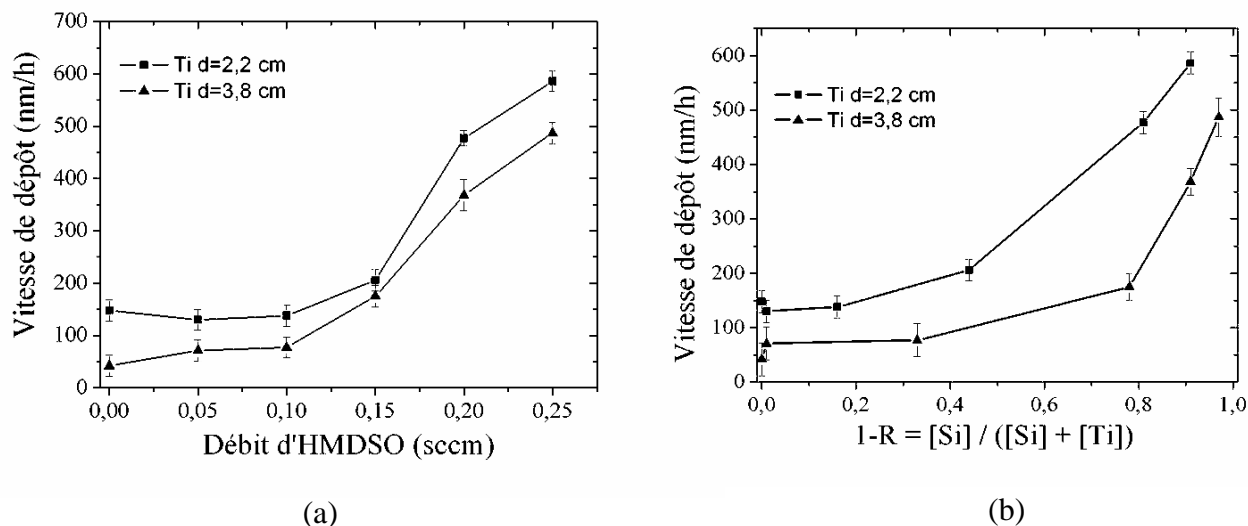 700
600
500
400
300
200
100
0
Vitesse de dépôt (nm/h)
Ti d=2,2 cm
Ti d=3,8 cm
0,00 0,05 0,10 0,15 0,20 0,25
Débit d'HMDSO (sccm)
(a)
600
500
400
300
200
100
0
Vitesse de dépôt (nm/h)
Ti d=2,2 cm
Ti d=3,8 cm
0,0 0,2 0,4 0,6 0,8 1,0
1-R = [Si] / ([Si] + [Ti])
(b)